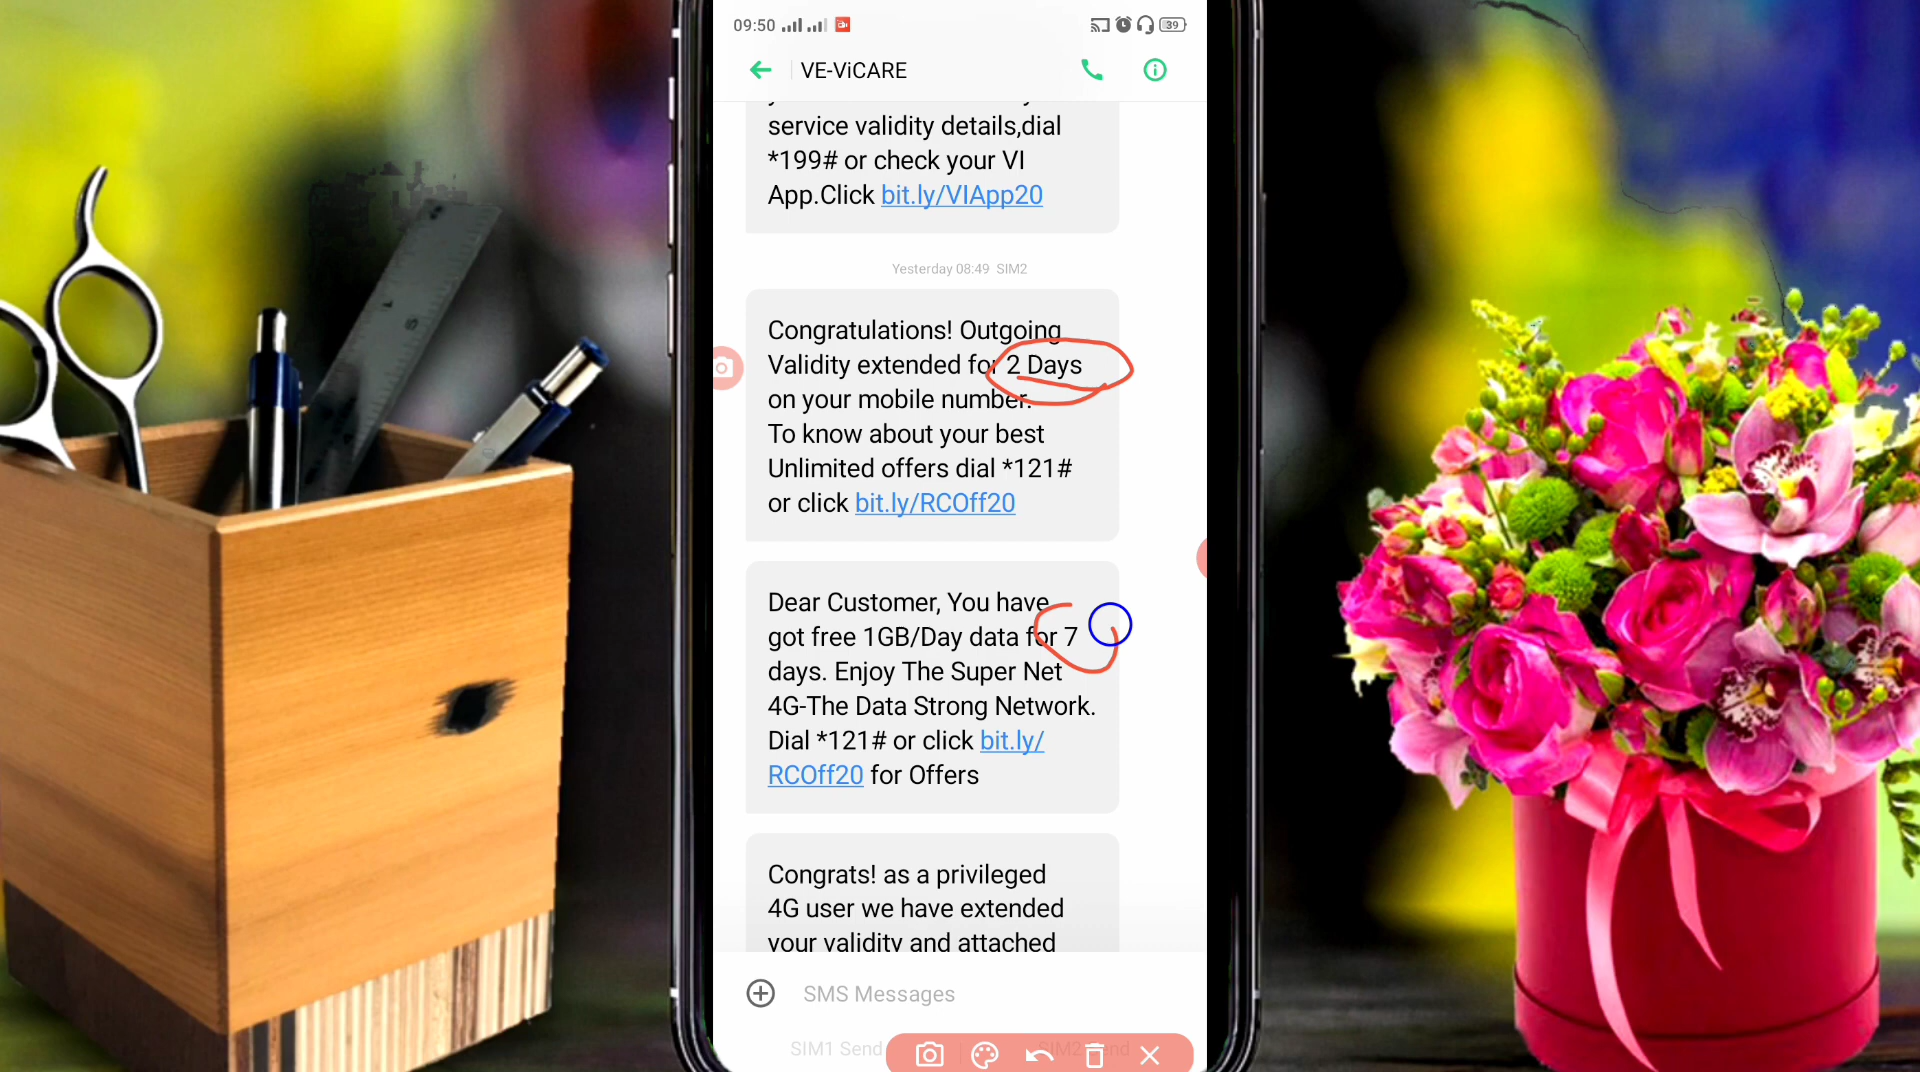 09:50
39
VE-ViCARE
service validity details,dial
*199# or check your VI
App.Click bit.ly/VIApp20
Yesterday 08:49 SIM2
Congratulations! Outgoing
Validity extended for 2 Days
on your mobile number.
To know about your best
Unlimited offers dial *121#
or click bit.ly/RCOff20
Dear Customer, You have
got free 1GB/Day data for 7
days. Enjoy The Super Net
4G-The Data Strong Network.
Dial *121# or click bit.ly/
RCOff20 for Offers
Congrats! as a privileged
4G user we have extended
your validity and attached
SMS Messages
SIM1 Send
SIM2 Send